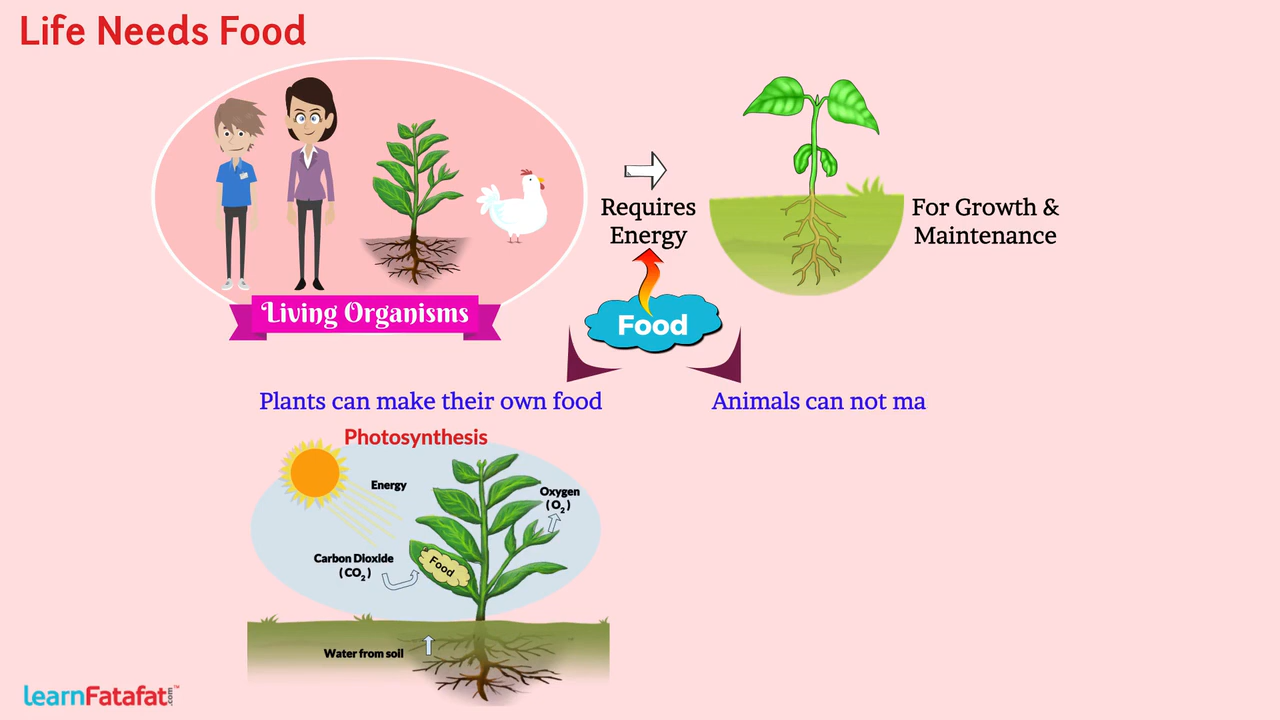 Life Needs Food
Living Organisms
Requires
Energy
For Growth &
Maintenance
Food
Plants can make their own food
Animals can not ma
Photosynthesis
Energy
Oxygen
(O₂)
Carbon Dioxide
(CO₂)
Food
Water from soil
learnFatafat.com™